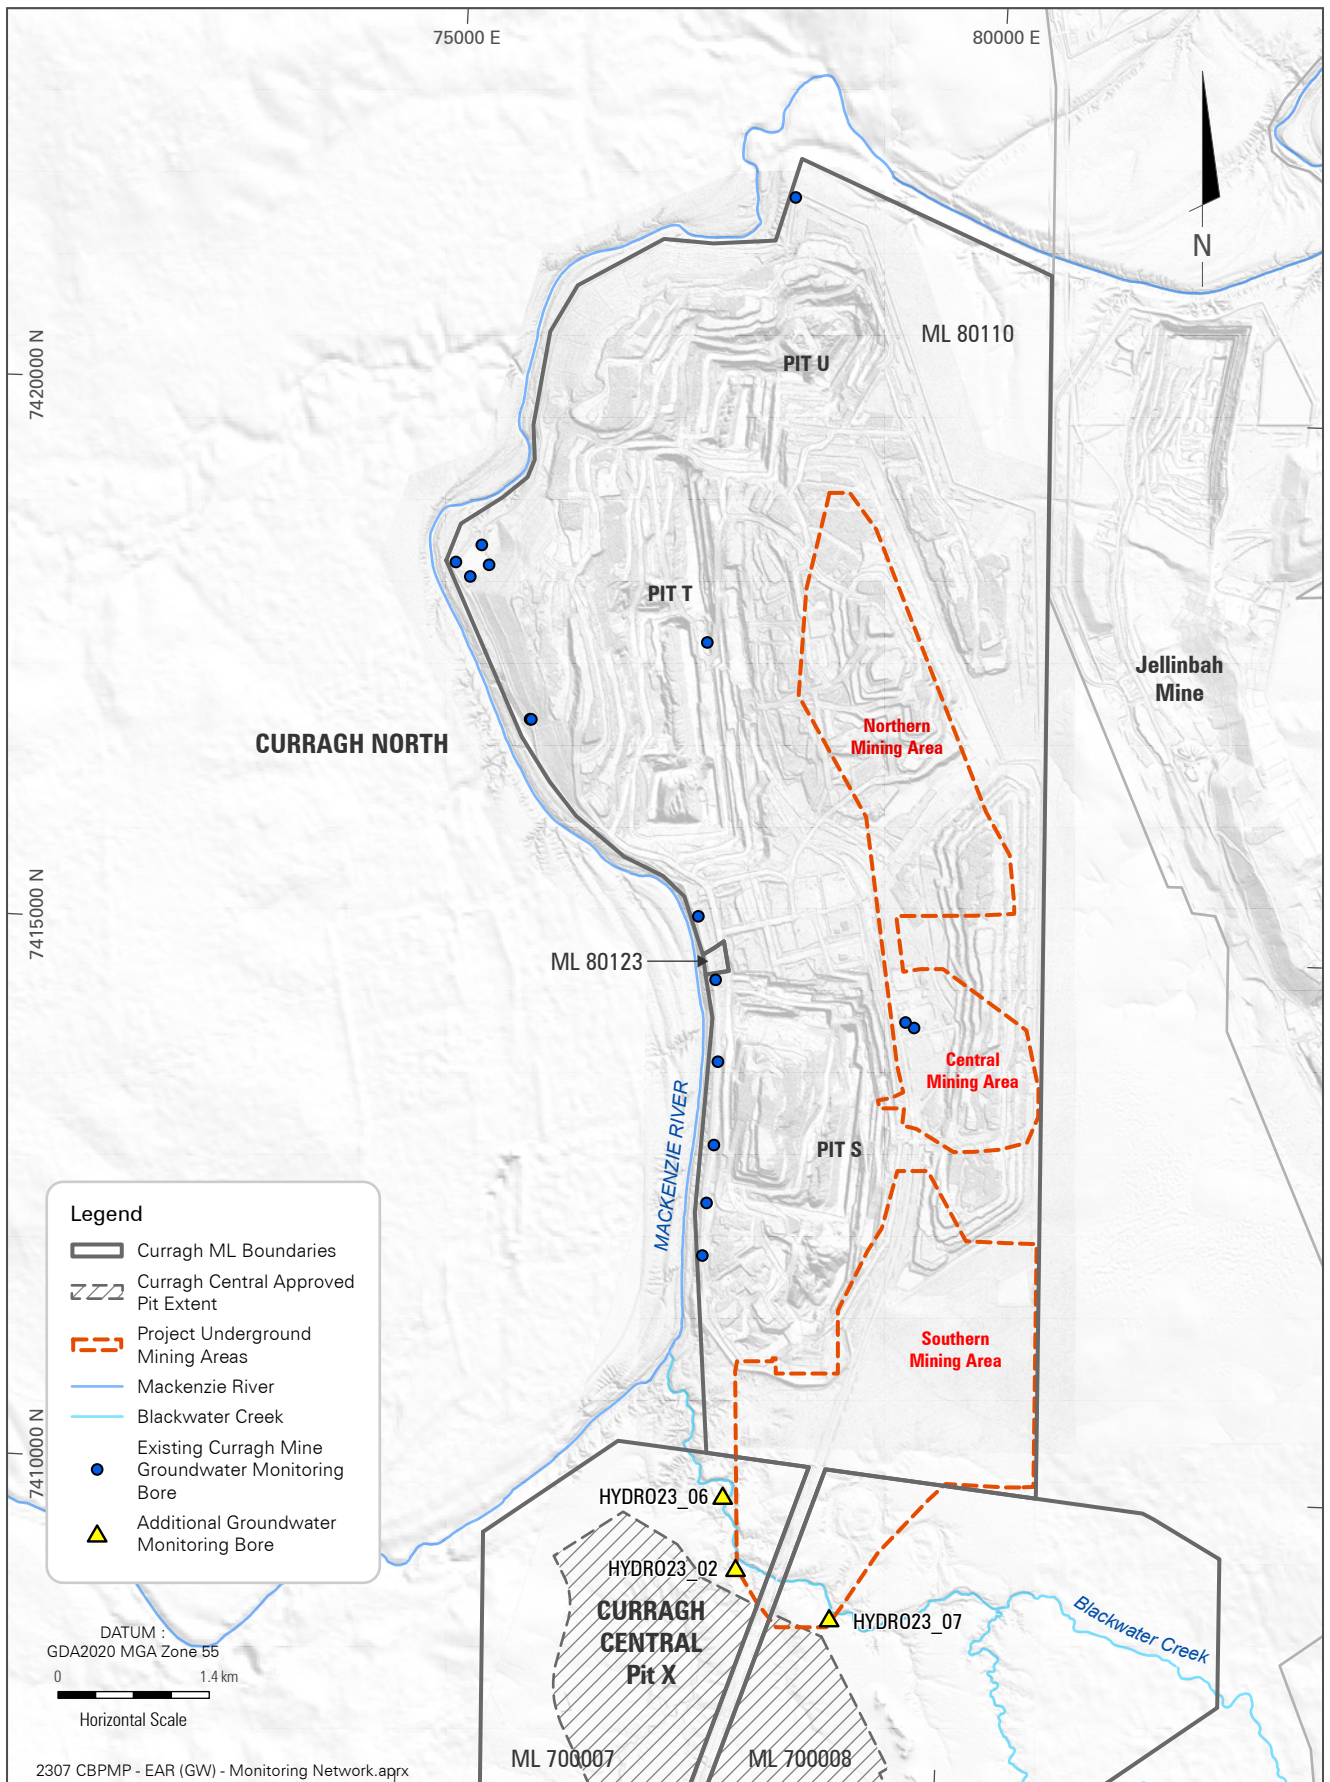 75000 E
80000 E
N
ML 80110
7420000 N
PIT U
PIT T
Jellinbah
Mine
Northern
Mining Area
CURRAGH NORTH
7415000 N
ML 80123
Central
Mining Area
MACKENZIE RIVER
PIT S
Southern
Mining Area
Legend
Curragh ML Boundaries
Curragh Central Approved
Pit Extent
Project Underground
Mining Areas
Mackenzie River
Blackwater Creek
Existing Curragh Mine
Groundwater Monitoring
Bore
Additional Groundwater
Monitoring Bore
7410000 N
HYDRO23_06
HYDRO23_02
HYDRO23_07
CURRAGH
CENTRAL
Pit X
Blackwater Creek
DATUM :
GDA2020 MGA Zone 55
0 1.4 km
Horizontal Scale
ML 700007
ML 700008
2307 CBPMP - EAR (GW) - Monitoring Network.aprx